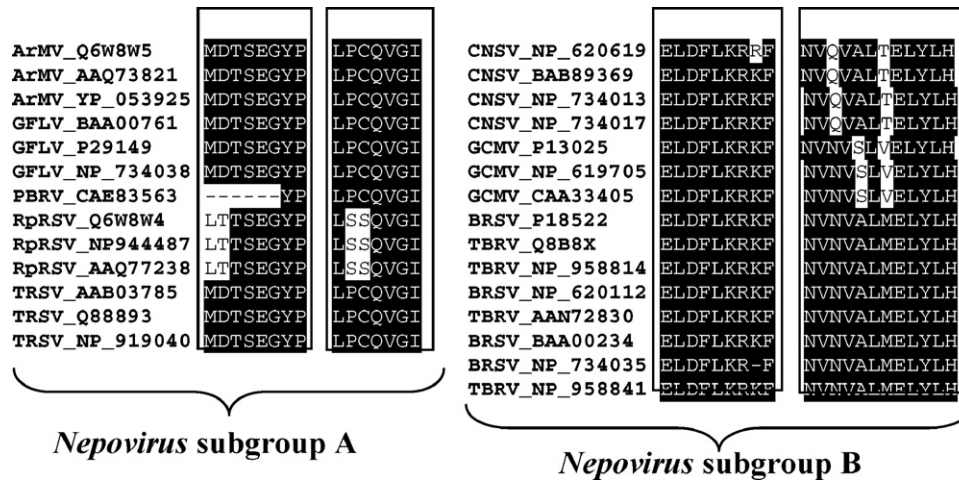 ArMV_Q6W8W5 MDTSEGYP LPCQVGI
ArMV_AAQ73821 MDTSEGYP LPCQVGI
ArMV_YP_053925 MDTSEGYP LPCQVGI
GFLV_BAA00761 MDTSEGYP LPCQVGI
GFLV_P29149 MDTSEGYP LPCQVGI
GFLV_NP_734038 MDTSEGYP LPCQVGI
PBRV_CAE83563 ------YP LPCQVGI
RpRSV_Q6W8W4 LTTSEGYP LSSQVGI
RpRSV_NP944487 LTTSEGYP LSSQVGI
RpRSV_AAQ77238 LTTSEGYP LSSQVGI
TRSV_AAB03785 MDTSEGYP LPCQVGI
TRSV_Q88893 MDTSEGYP LPCQVGI
TRSV_NP_919040 MDTSEGYP LPCQVGI
Nepovirus subgroup A
CNSV_NP_620619 ELDFLKRRF NVQVALTELYLH
CNSV_BAB89369 ELDFLKRKF NVQVALTELYLH
CNSV_NP_734013 ELDFLKRKF NVQVALTELYLH
CNSV_NP_734017 ELDFLKRKF NVQVALTELYLH
GCMV_P13025 ELDFLKRKF NVNVSLVELYLH
GCMV_NP_619705 ELDFLKRKF NVNVSLVELYLH
GCMV_CAA33405 ELDFLKRKF NVNVSLVELYLH
BRSV_P18522 ELDFLKRKF NVNVALMELYLH
TBRV_Q8B8X ELDFLKRKF NVNVALMELYLH
TBRV_NP_958814 ELDFLKRKF NVNVALMELYLH
BRSV_NP_620112 ELDFLKRKF NVNVALMELYLH
TBRV_AAN72830 ELDFLKRKF NVNVALMELYLH
BRSV_BAA00234 ELDFLKRKF NVNVALMELYLH
BRSV_NP_734035 ELDFLKR-F NVNVALMELYLH
TBRV_NP_958841 ELDFLKRKF NVNVALMELYLH
Nepovirus subgroup B